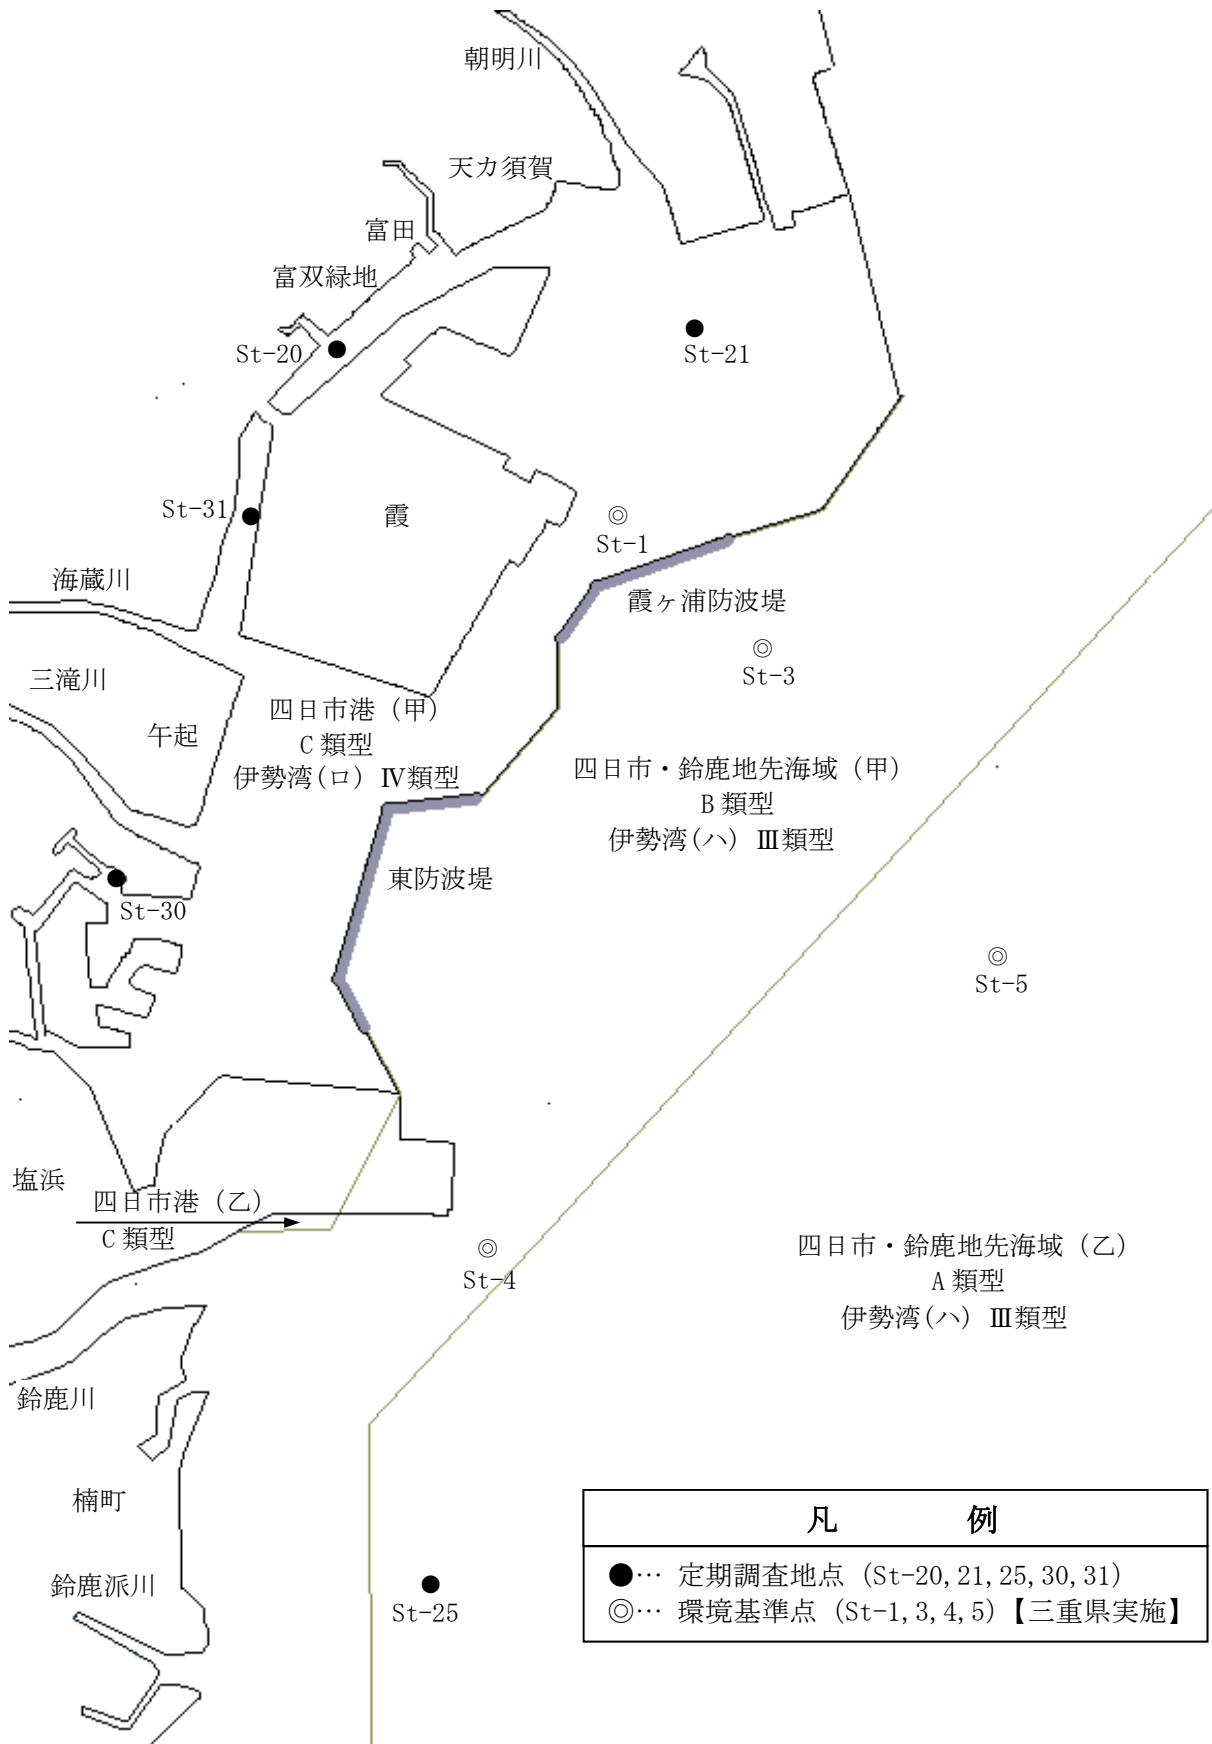 朝明川
天カ須賀
富田
富双緑地
St-20
St-21
St-31
霞
St-1
海蔵川
霞ヶ浦防波堤
三滝川
St-3
四日市港（甲）
午起
C類型
伊勢湾(ロ) Ⅳ類型
四日市・鈴鹿地先海域（甲）
B類型
伊勢湾(ハ) Ⅲ類型
東防波堤
St-30
St-5
塩浜
四日市港（乙）
C類型
St-4
四日市・鈴鹿地先海域（乙）
A類型
伊勢湾(ハ) Ⅲ類型
鈴鹿川
楠町
鈴鹿派川
St-25
凡 例
●… 定期調査地点（St-20,21,25,30,31）
◎… 環境基準点（St-1,3,4,5）【三重県実施】